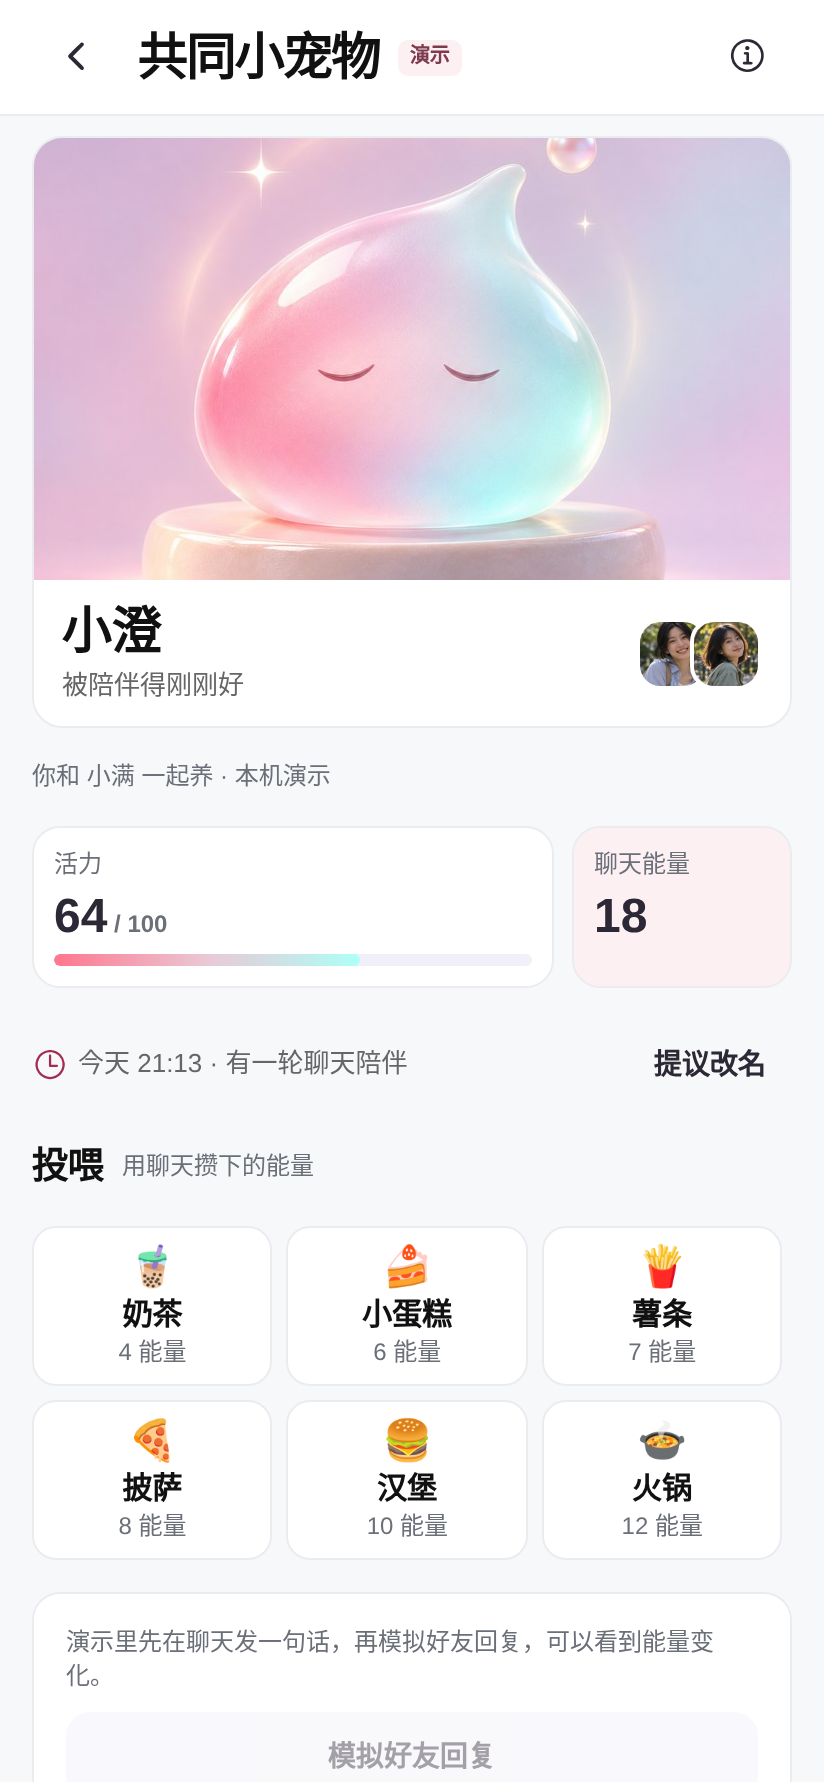 共同小宠物 演示
小澄
被陪伴得刚刚好
你和 小满 一起养 · 本机演示
活力
64 / 100
聊天能量
18
今天 21:13 · 有一轮聊天陪伴
提议改名
投喂 用聊天攒下的能量
奶茶
4 能量
小蛋糕
6 能量
薯条
7 能量
披萨
8 能量
汉堡
10 能量
火锅
12 能量
演示里先在聊天发一句话，再模拟好友回复，可以看到能量变
化。
模拟好友回复